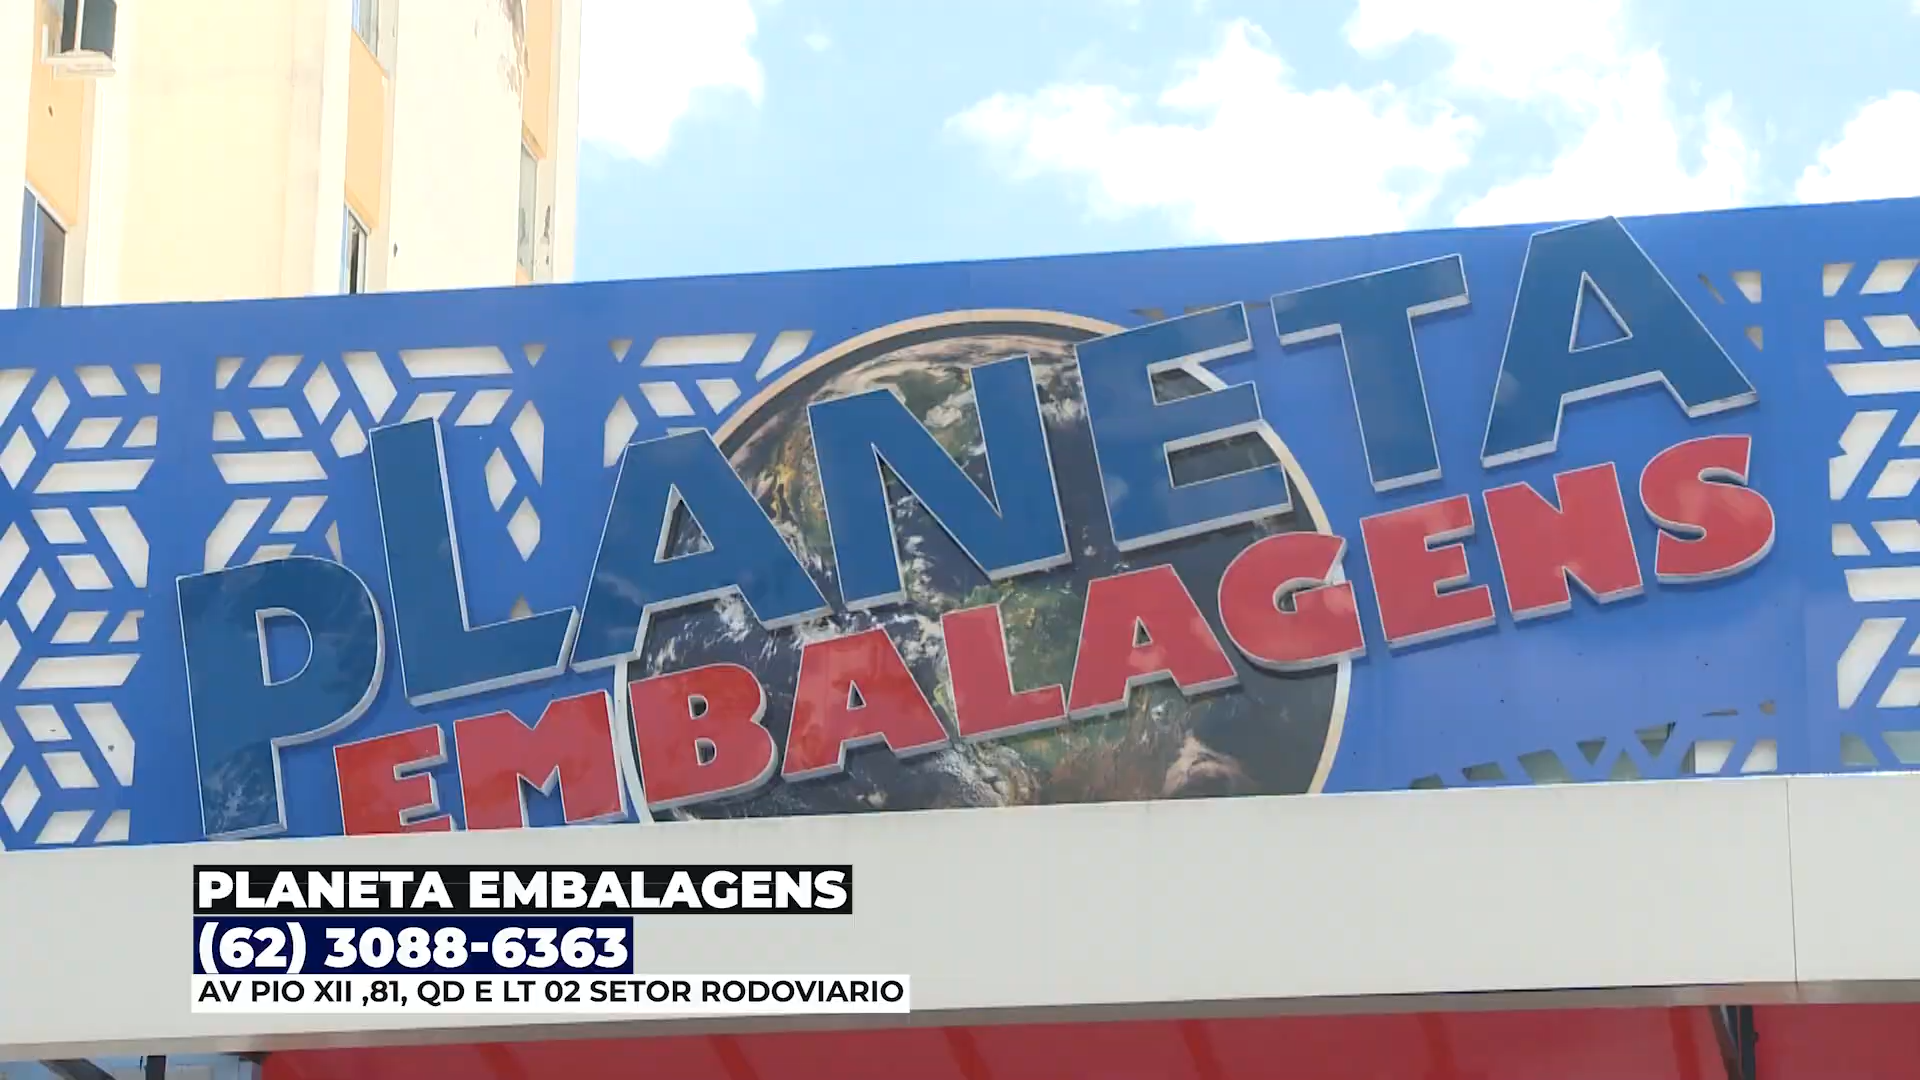 PLANETA
EMBALAGENS
PLANETA EMBALAGENS
(62) 3088-6363
AV PIO XII ,81, QD E LT 02 SETOR RODOVIARIO